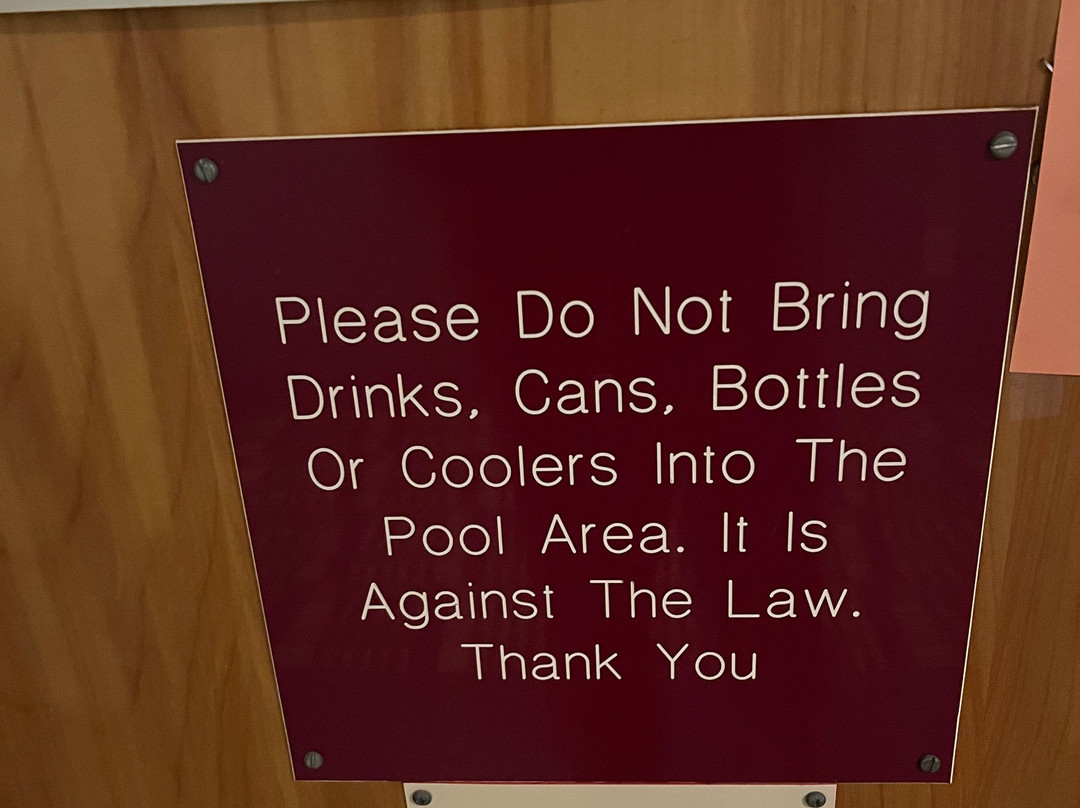 Please Do Not Bring
Drinks, Cans, Bottles
Or Coolers Into The
Pool Area. It Is
Against The Law.
Thank You